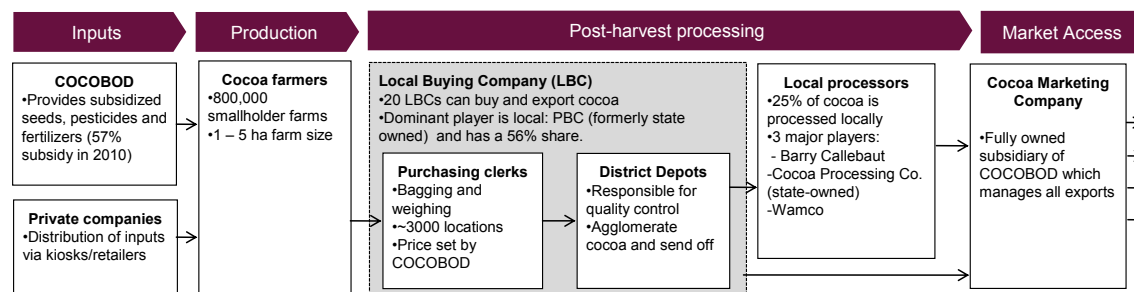 Inputs
Production
Post-harvest processing
Market Access
COCOBOD
•Provides subsidized
seeds, pesticides and
fertilizers (57%
subsidy in 2010)
Private companies
•Distribution of inputs
via kiosks/retailers
Cocoa farmers
•800,000
smallholder farms
•1 – 5 ha farm size
Local Buying Company (LBC)
•20 LBCs can buy and export cocoa
•Dominant player is local: PBC (formerly state
owned) and has a 56% share.
Purchasing clerks
•Bagging and
weighing
•~3000 locations
•Price set by
COCOBOD
District Depots
•Responsible for
quality control
•Agglomerate
cocoa and send off
Local processors
•25% of cocoa is
processed locally
•3 major players:
- Barry Callebaut
-Cocoa Processing Co.
(state-owned)
-Wamco
Cocoa Marketing
Company
•Fully owned
subsidiary of
COCOBOD which
manages all exports